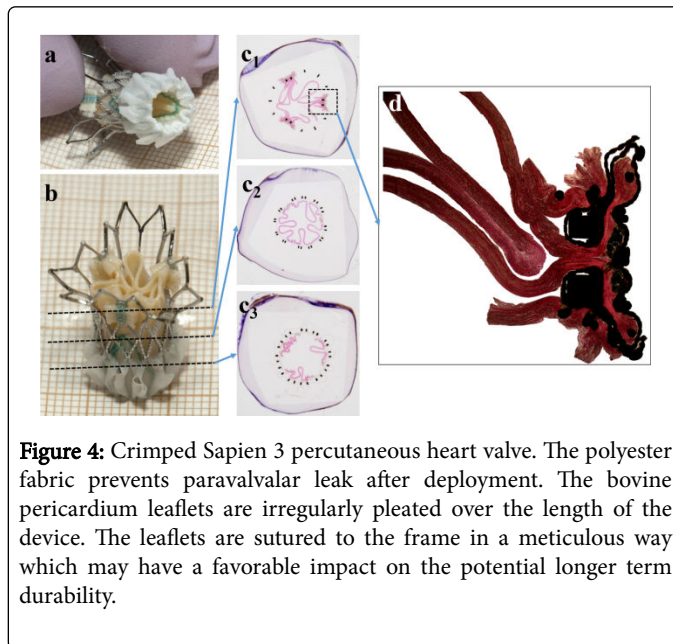 a
b
c1
c2
c3
d
Figure 4: Crimped Sapien 3 percutaneous heart valve. The polyester
fabric prevents paravalvalar leak after deployment. The bovine
pericardium leaflets are irregularly pleated over the length of the
device. The leaflets are sutured to the frame in a meticulous way
which may have a favorable impact on the potential longer term
durability.